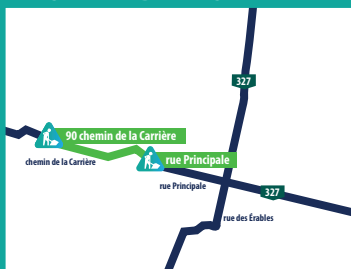 327
90 chemin de la Carrière
chemin de la Carrière
rue Principale
rue Principale
327
rue des Érables